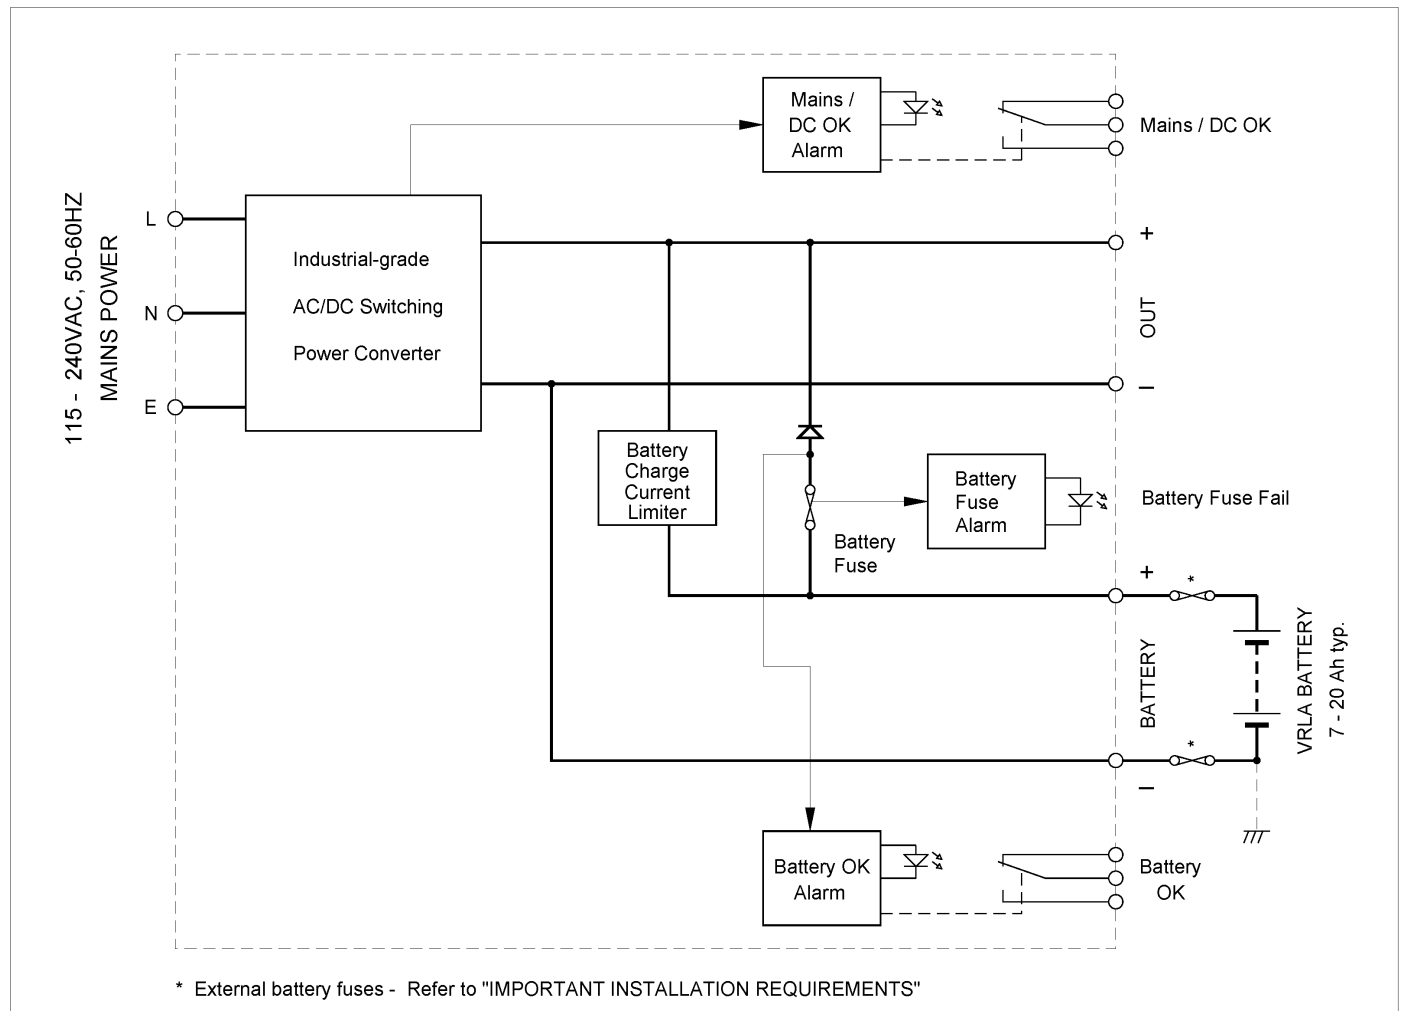 Mains /
DC OK
Alarm
Mains / DC OK
115 - 240VAC, 50-60HZ
MAINS POWER
L
N
E
Industrial-grade
AC/DC Switching
Power Converter
+
OUT
–
Battery
Charge
Current
Limiter
Battery
Fuse
Battery
Fuse
Alarm
Battery Fuse Fail
+
*
BATTERY
VRLA BATTERY
7 - 20 Ah typ.
*
–
Battery OK
Alarm
Battery
OK
* External battery fuses - Refer to "IMPORTANT INSTALLATION REQUIREMENTS"